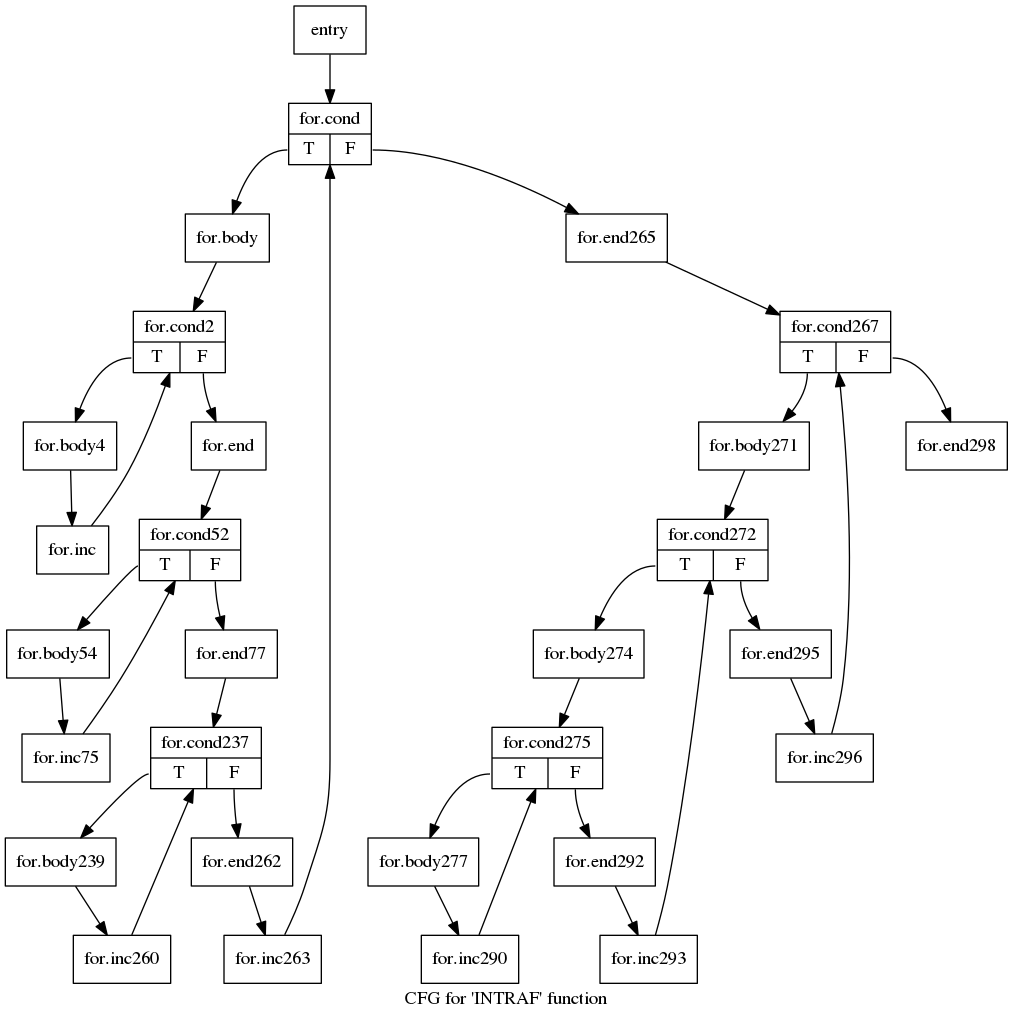 entry
for.cond
T F
for.body
for.end265
for.cond2
T F
for.cond267
T F
for.body4
for.end
for.body271
for.end298
for.inc
for.cond52
T F
for.cond272
T F
for.body54
for.end77
for.body274
for.end295
for.inc75
for.cond237
T F
for.cond275
T F
for.inc296
for.body239
for.end262
for.body277
for.end292
for.inc260
for.inc263
for.inc290
for.inc293
CFG for 'INTRAF' function